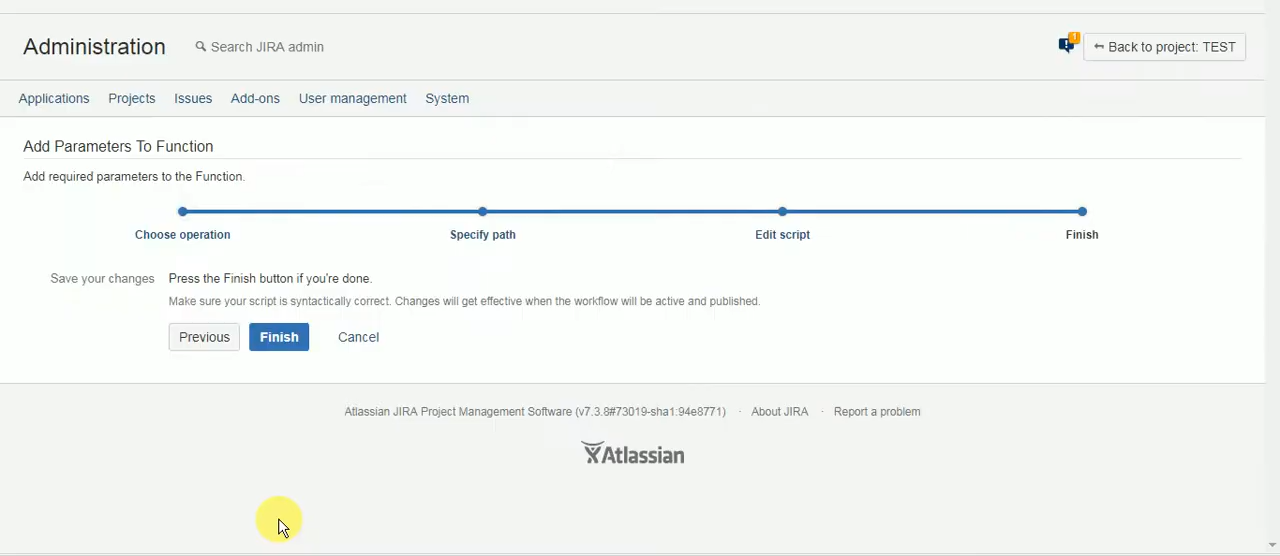 Administration
Search JIRA admin
1
Back to project: TEST
Applications Projects Issues Add-ons User management System
Add Parameters To Function
Add required parameters to the Function.
Choose operation Specify path Edit script Finish
Save your changes Press the Finish button if you're done.
Make sure your script is syntactically correct. Changes will get effective when the workflow will be active and published.
Previous Finish Cancel
Atlassian JIRA Project Management Software (v7.3.8#73019-sha1:94e8771) · About JIRA · Report a problem
Atlassian